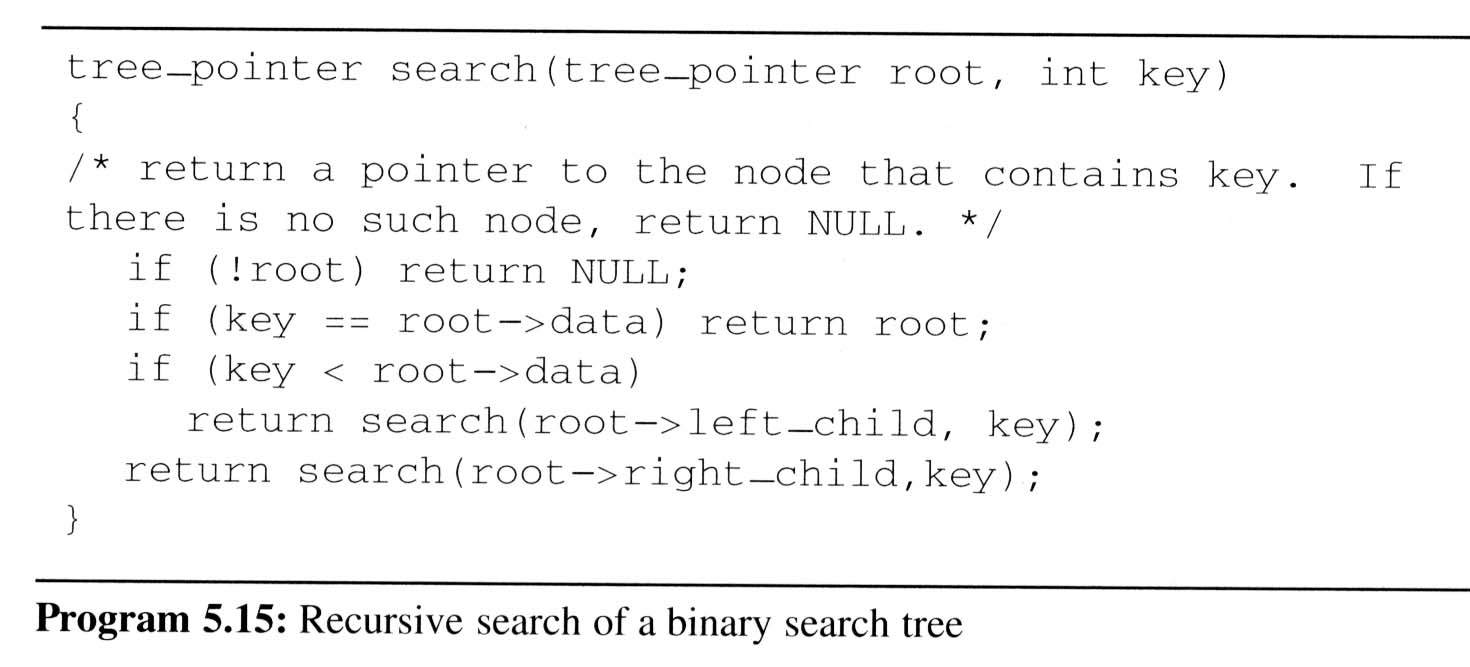 tree_pointer search(tree_pointer root, int key)
{
/* return a pointer to the node that contains key.  If
there is no such node, return NULL. */
   if (!root) return NULL;
   if (key == root->data) return root;
   if (key < root->data)
      return search(root->left_child, key);
   return search(root->right_child,key);
}
Program 5.15: Recursive search of a binary search tree